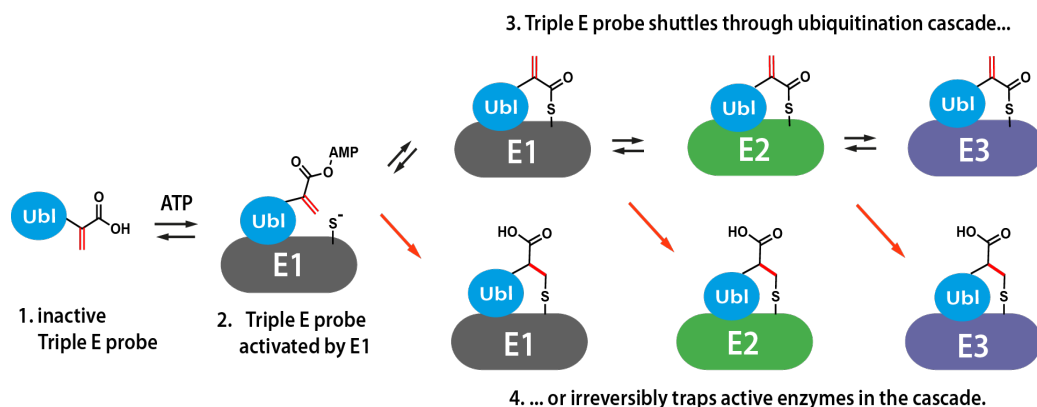 3. Triple E probe shuttles through ubiquitination cascade...
O
Ubl
S
E1
O
Ubl
S
E2
O
Ubl
S
E3
O
AMP
O
Ubl
S-
E1
ATP
Ubl
O
OH
1. inactive
Triple E probe
2. Triple E probe
activated by E1
HO
O
Ubl
S
E1
HO
O
Ubl
S
E2
HO
O
Ubl
S
E3
4. ... or irreversibly traps active enzymes in the cascade.